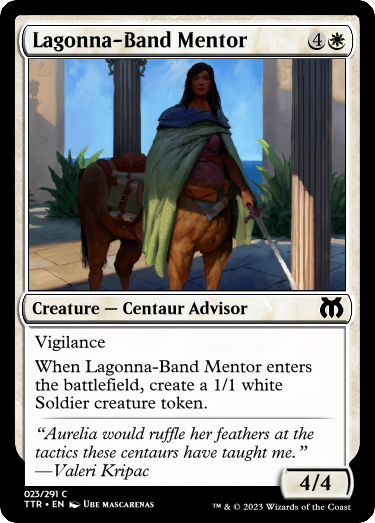 Lagonna-Band Mentor 4
Creature — Centaur Advisor
Vigilance
When Lagonna-Band Mentor enters
the battlefield, create a 1/1 white
Soldier creature token.
“Aurelia would ruffle her feathers at the
tactics these centaurs have taught me.”
—Valeri Kripac
4/4
023/291 C
TTR • EN Ube Mascarenas
™ & © 2023 Wizards of the Coast